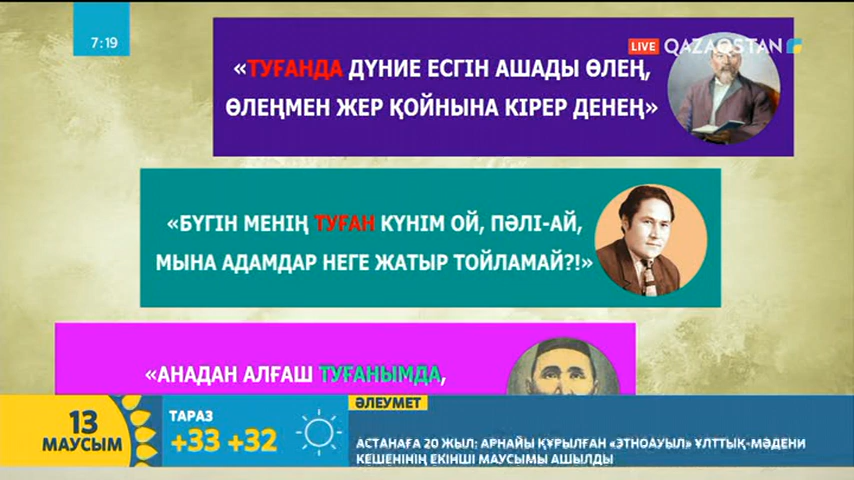 7:19
LIVE QAZAQSTAN
«ТУҒАНДА ДҮНИЕ ЕСГІН АШАДЫ ӨЛЕҢ,
ӨЛЕҢМЕН ЖЕР ҚОЙНЫНА КІРЕР ДЕНЕҢ»
«БҮГІН МЕНІҢ ТУҒАН КҮНІМ ОЙ, ПӘЛІ-АЙ,
МЫНА АДАМДАР НЕГЕ ЖАТЫР ТОЙЛАМАЙ?!»
«АНАДАН АЛҒАШ ТУҒАНЫМДА,
13
МАУСЫМ
ТАРАЗ
+33 +32
ӘЛЕУМЕТ
АСТАНАҒА 20 ЖЫЛ: АРНАЙЫ ҚҰРЫЛҒАН «ЭТНОАУЫЛ» ҰЛТТЫҚ-МӘДЕНИ
КЕШЕНІНІҢ ЕКІНШІ МАУСЫМЫ АШЫЛДЫ